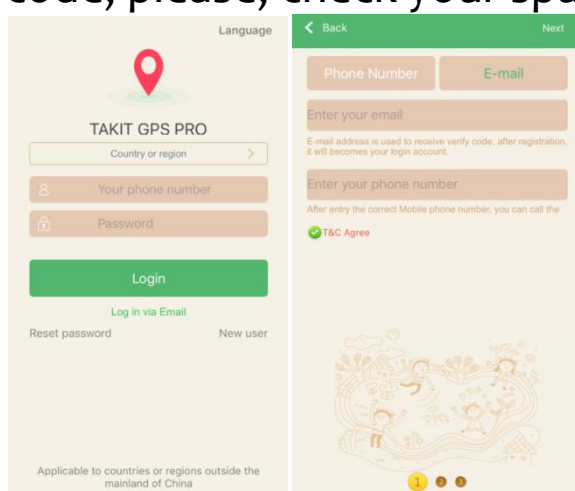 code, please, check your spa
Language
TAKIT GPS PRO
Country or region
Your phone number
Password
Login
Log in via Email
Reset password New user
Applicable to countries or regions outside the
mainland of China
Back Next
Phone Number E-mail
Enter your email
E-mail address is used to receive verify code, after registration,
it will becomes your login account.
Enter your phone number
After entry the correct Mobile phone number, you can call the
T&C Agree
1 2 3